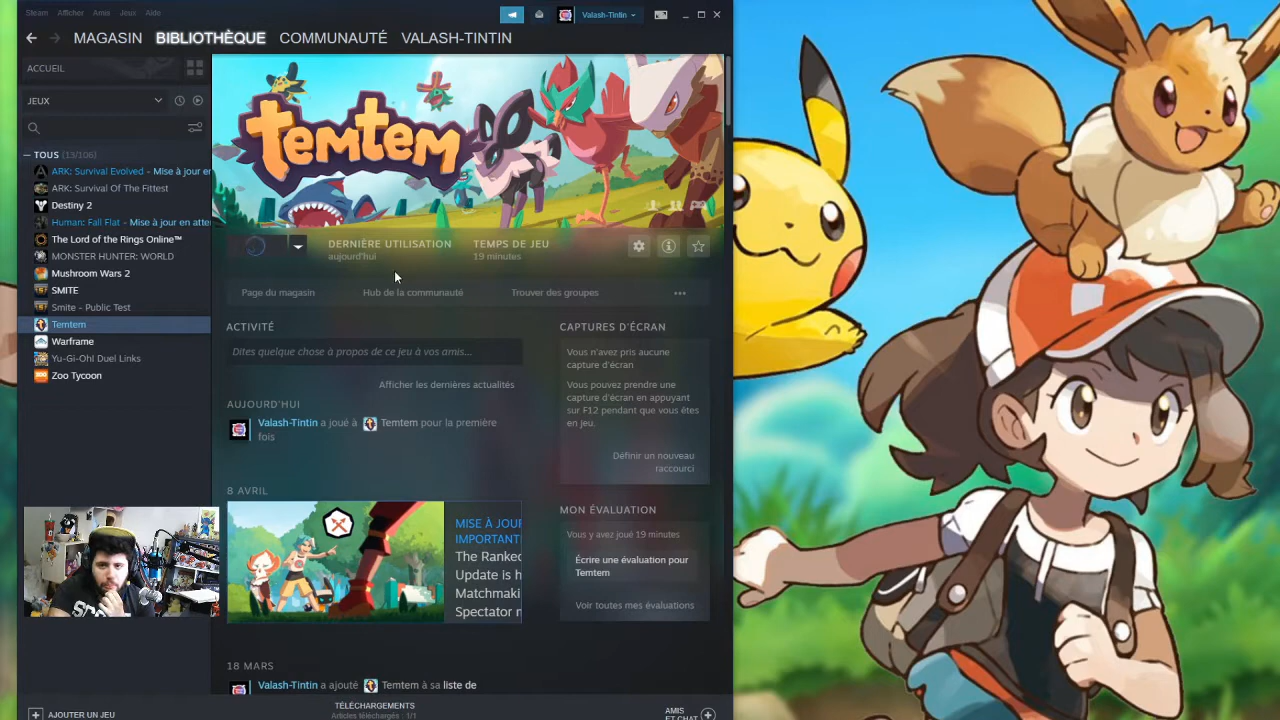 Steam Afficher Amis Jeux Aide
Valash-Tintin
MAGASIN BIBLIOTHÈQUE COMMUNAUTÉ VALASH-TINTIN
ACCUEIL
JEUX
TOUS (13/106)
ARK: Survival Evolved - Mise à jour er
ARK: Survival Of The Fittest
Destiny 2
Human: Fall Flat - Mise à jour en atte
The Lord of the Rings Online™
MONSTER HUNTER: WORLD
Mushroom Wars 2
SMITE
Smite - Public Test
Temtem
Warframe
Yu-Gi-Oh! Duel Links
Zoo Tycoon
temtem
DERNIÈRE UTILISATION
aujourd'hui
TEMPS DE JEU
19 minutes
Page du magasin Hub de la communauté Trouver des groupes
ACTIVITÉ
Dites quelque chose à propos de ce jeu à vos amis...
Afficher les dernières actualités
AUJOURD'HUI
Valash-Tintin a joué à Temtem pour la première
fois
8 AVRIL
MISE À JOUR
IMPORTANT
The Ranked
Update is h
Matchmaki
Spectator r
18 MARS
Valash-Tintin a ajouté Temtem à sa liste de
CAPTURES D'ÉCRAN
Vous n'avez pris aucune
capture d'écran
Vous pouvez prendre une
capture d'écran en appuyant
sur F12 pendant que vous êtes
en jeu.
Définir un nouveau
raccourci
MON ÉVALUATION
Vous y avez joué 19 minutes
Écrire une évaluation pour
Temtem
Voir toutes mes évaluations
AJOUTER UN JEU
TÉLÉCHARGEMENTS
Articles téléchargés : 1/1
AMIS
ET CHAT